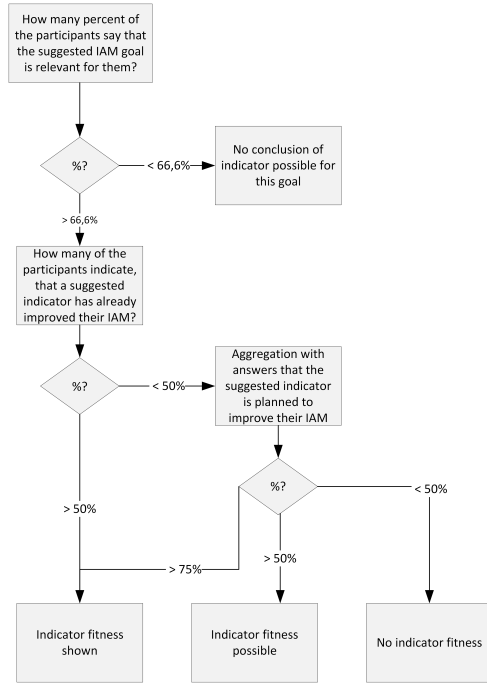 How many percent of
the participants say that
the suggested IAM goal
is relevant for them?
%?
< 66,6%
No conclusion of
indicator possible for
this goal
> 66,6%
How many of the
participants indicate,
that a suggested
indicator has already
improved their IAM?
%?
< 50%
Aggregation with
answers that the
suggested indicator
is planned to
improve their IAM
%?
< 50%
> 50%
> 50%
> 75%
Indicator fitness
shown
Indicator fitness
possible
No indicator fitness